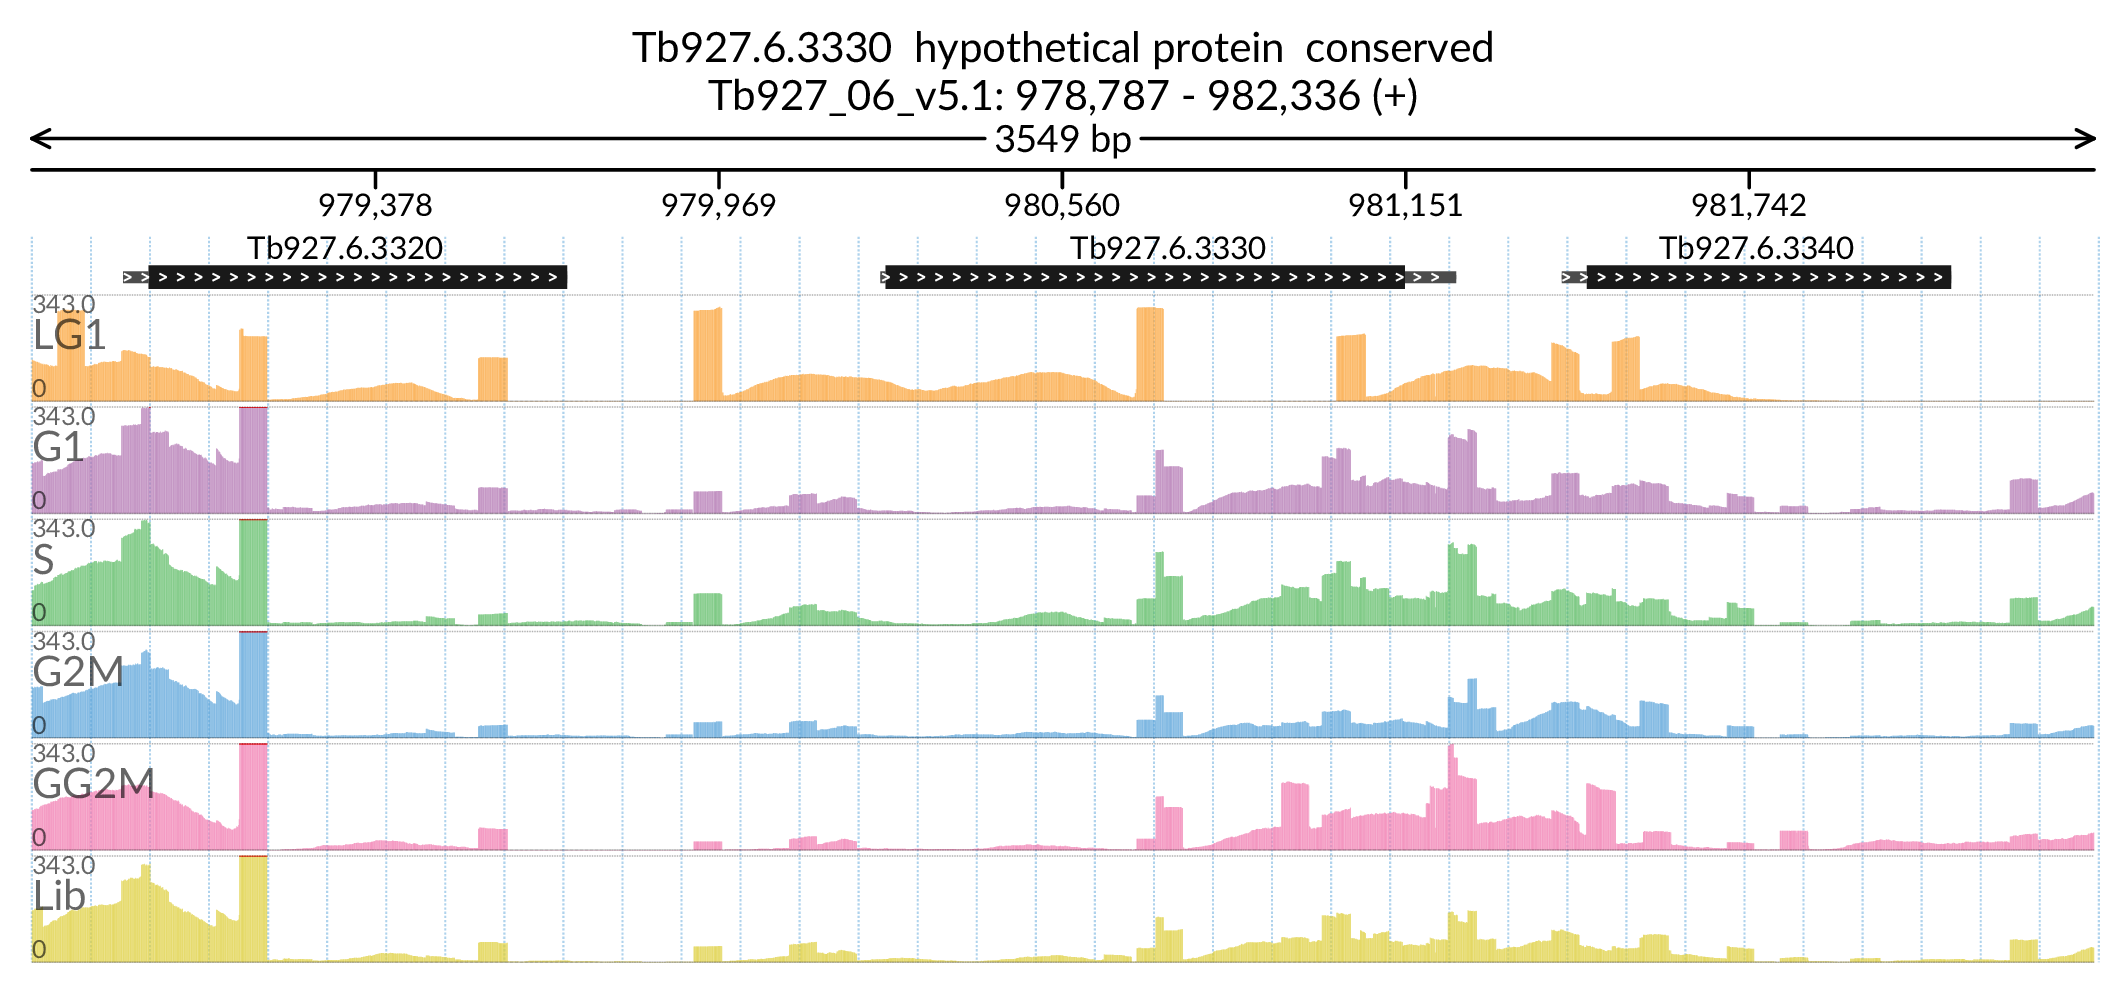 Tb927.6.3330 hypothetical protein conserved
Tb927_06_v5.1: 978,787 - 982,336 (+)
3549 bp
979,378 979,969 980,560 981,151 981,742
Tb927.6.3320 Tb927.6.3330 Tb927.6.3340
343.0
LG1
0
343.0
G1
0
343.0
S
0
343.0
G2M
0
343.0
GG2M
0
343.0
Lib
0